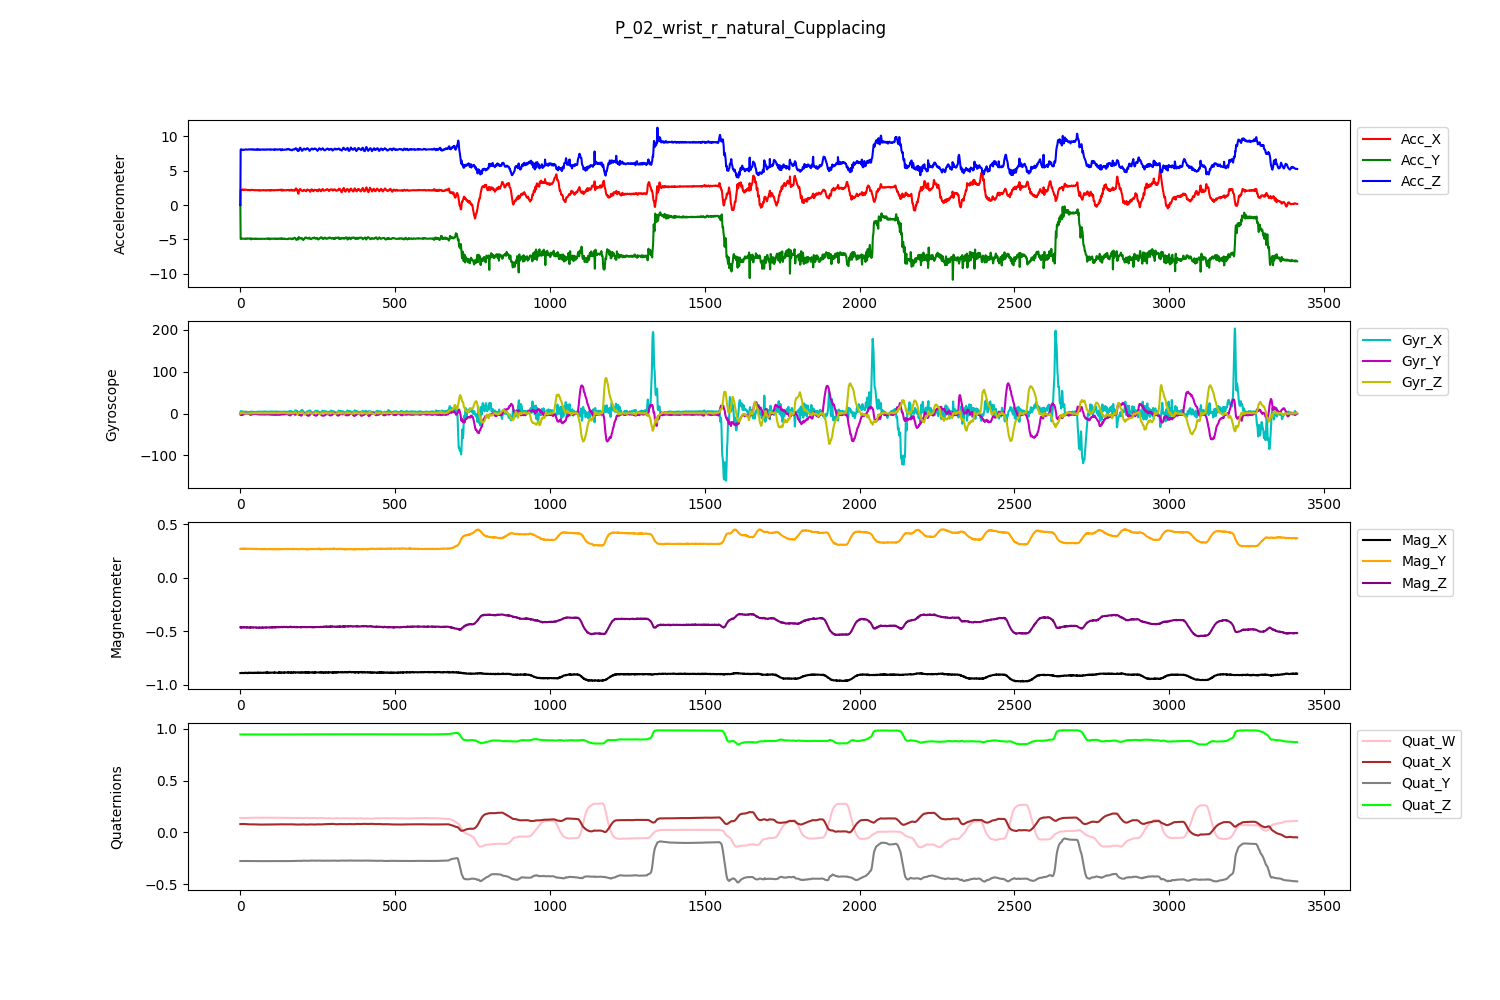 P_02_wrist_r_natural_Cupplacing
Accelerometer
10
5
0
−5
−10
0 500 1000 1500 2000 2500 3000 3500
Acc_X
Acc_Y
Acc_Z
Gyroscope
200
100
0
−100
0 500 1000 1500 2000 2500 3000 3500
Gyr_X
Gyr_Y
Gyr_Z
Magnetometer
0.5
0.0
−0.5
−1.0
0 500 1000 1500 2000 2500 3000 3500
Mag_X
Mag_Y
Mag_Z
Quaternions
1.0
0.5
0.0
−0.5
0 500 1000 1500 2000 2500 3000 3500
Quat_W
Quat_X
Quat_Y
Quat_Z